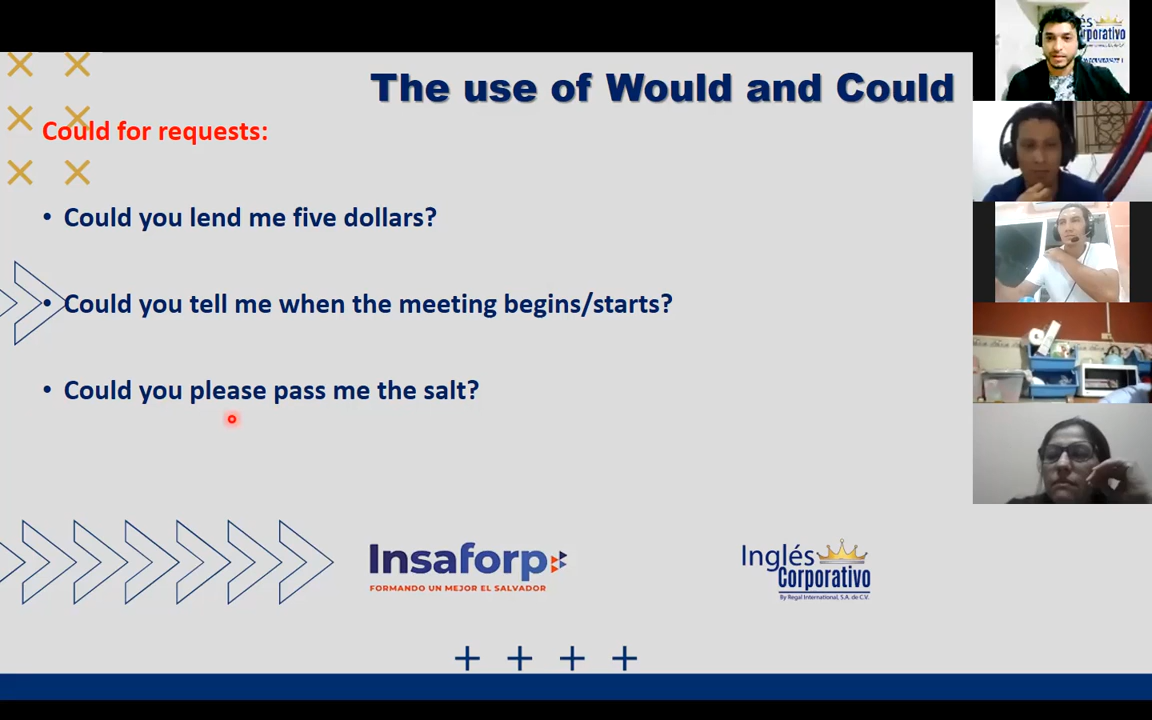 The use of Would and Could
Could for requests:
• Could you lend me five dollars?
• Could you tell me when the meeting begins/starts?
• Could you please pass me the salt?
Insaforp
FORMANDO UN MEJOR EL SALVADOR
Inglés
Corporativo
By Regal International, S.A. de C.V.